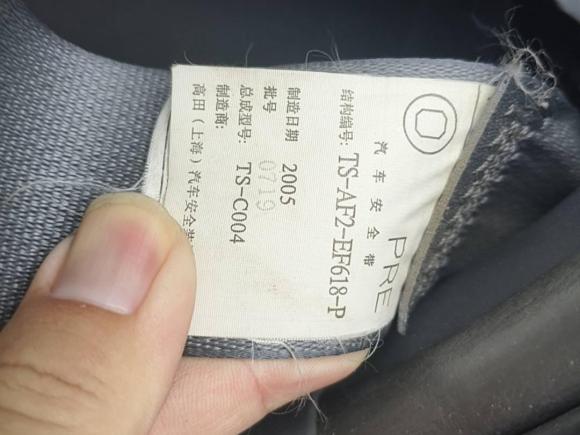 PRE
汽车安全带
结构编号: TS-AF2-EF618-P
制造日期 2005
批号 0719
总成型号: TS-C004
制造商:
高田（上海）汽车安全装